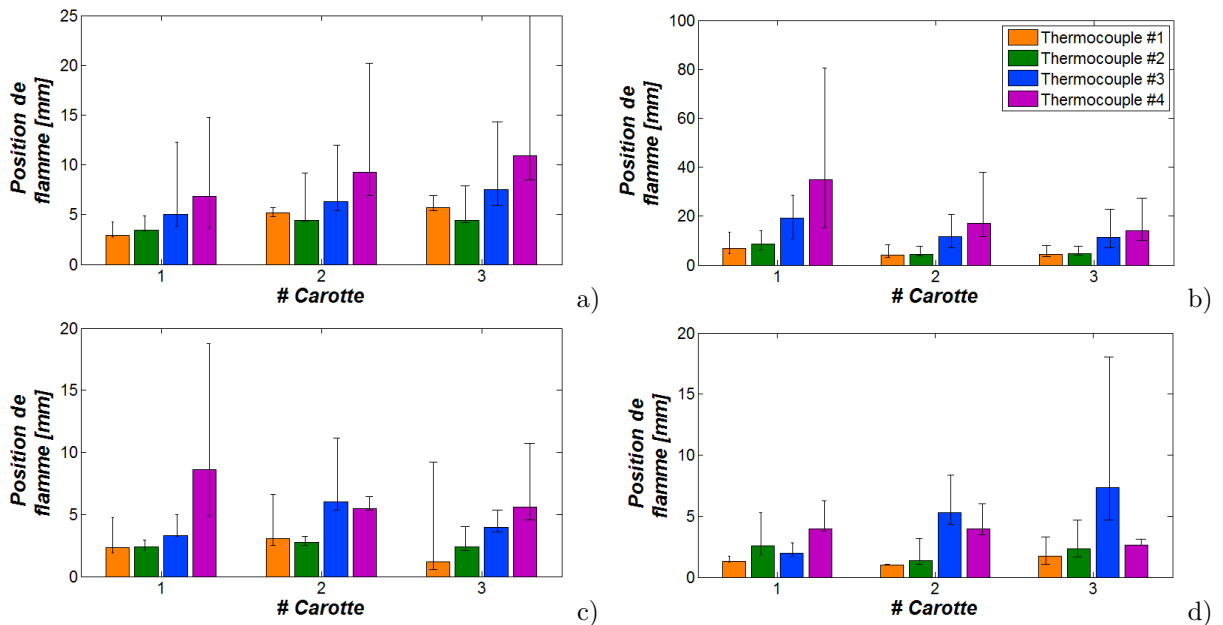 25
20
15
10
5
0
Position de
flamme [mm]
1
2
3
# Carotte
a)
100
80
60
40
20
0
Position de
flamme [mm]
Thermocouple #1
Thermocouple #2
Thermocouple #3
Thermocouple #4
1
2
3
# Carotte
b)
20
15
10
5
0
Position de
flamme [mm]
1
2
3
# Carotte
c)
20
15
10
5
0
Position de
flamme [mm]
1
2
3
# Carotte
d)